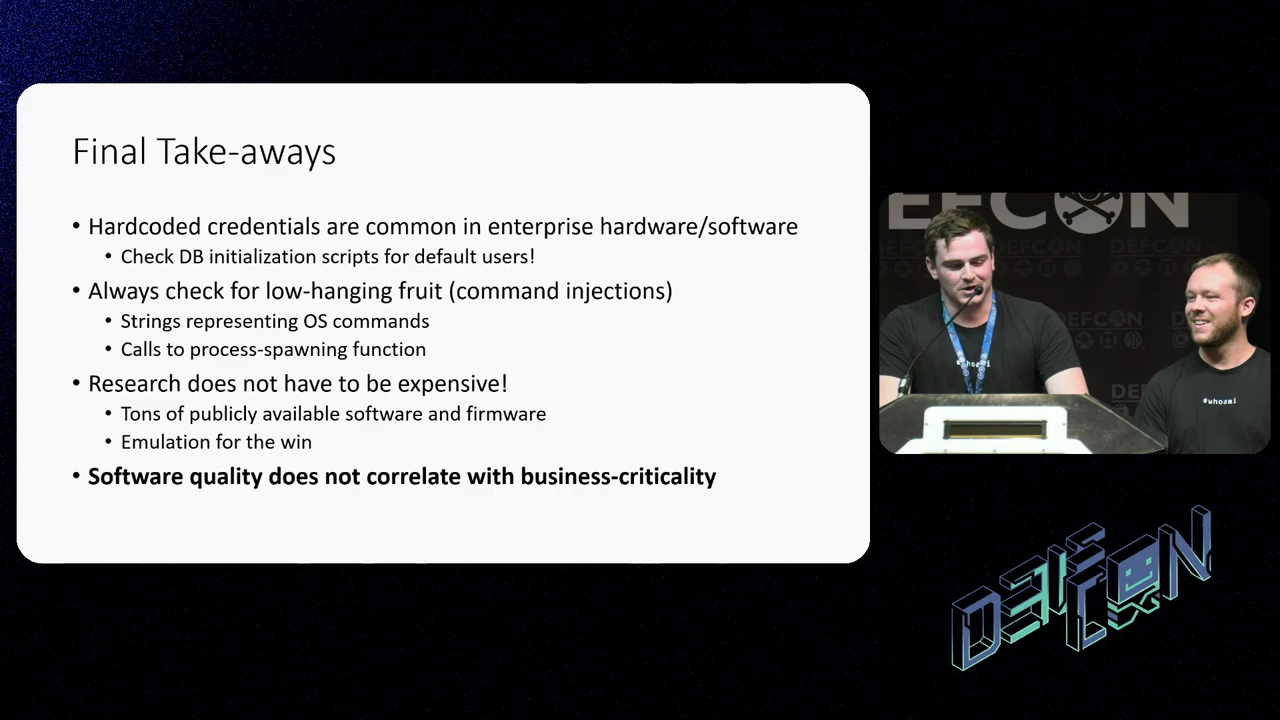 Final Take-aways
• Hardcoded credentials are common in enterprise hardware/software
• Check DB initialization scripts for default users!
• Always check for low-hanging fruit (command injections)
• Strings representing OS commands
• Calls to process-spawning function
• Research does not have to be expensive!
• Tons of publicly available software and firmware
• Emulation for the win
• Software quality does not correlate with business-criticality
DEFCON
DEFCON
DEFCON
#whoami
DEF
CON